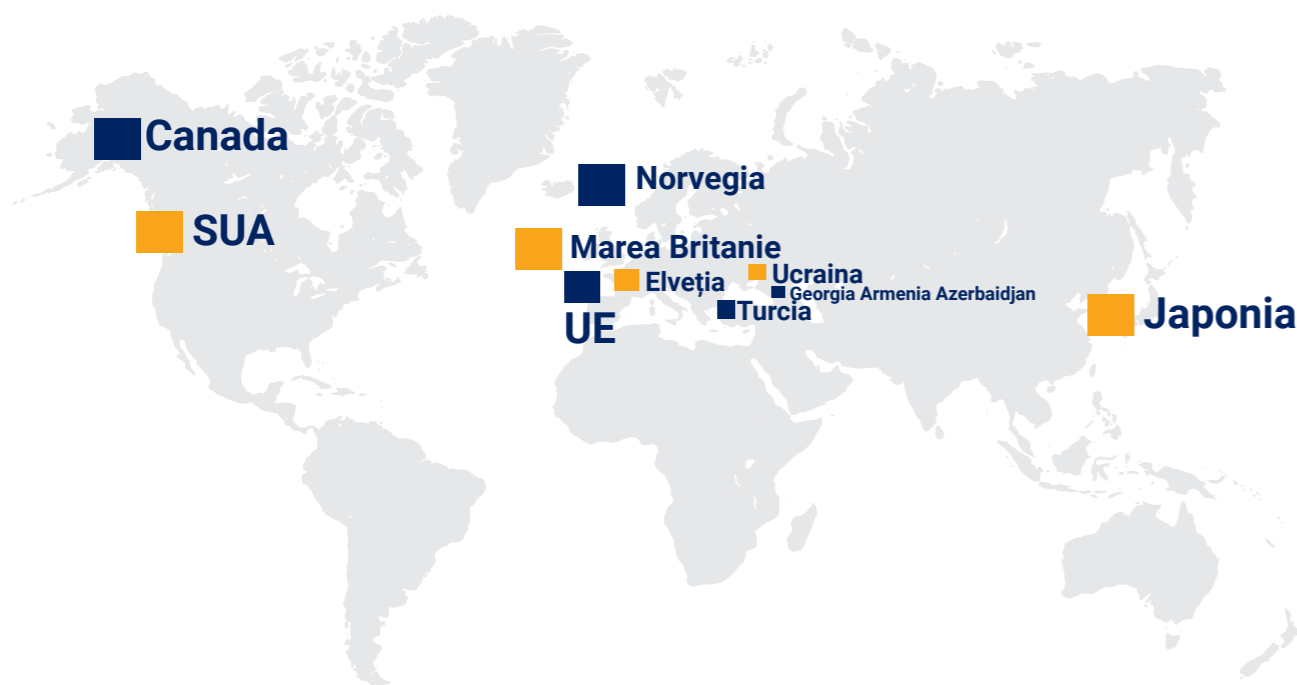 Canada
Norvegia
SUA
Marea Britanie
Elveția
Ucraina
Georgia Armenia Azerbaidjan
Turcia
UE
Japonia